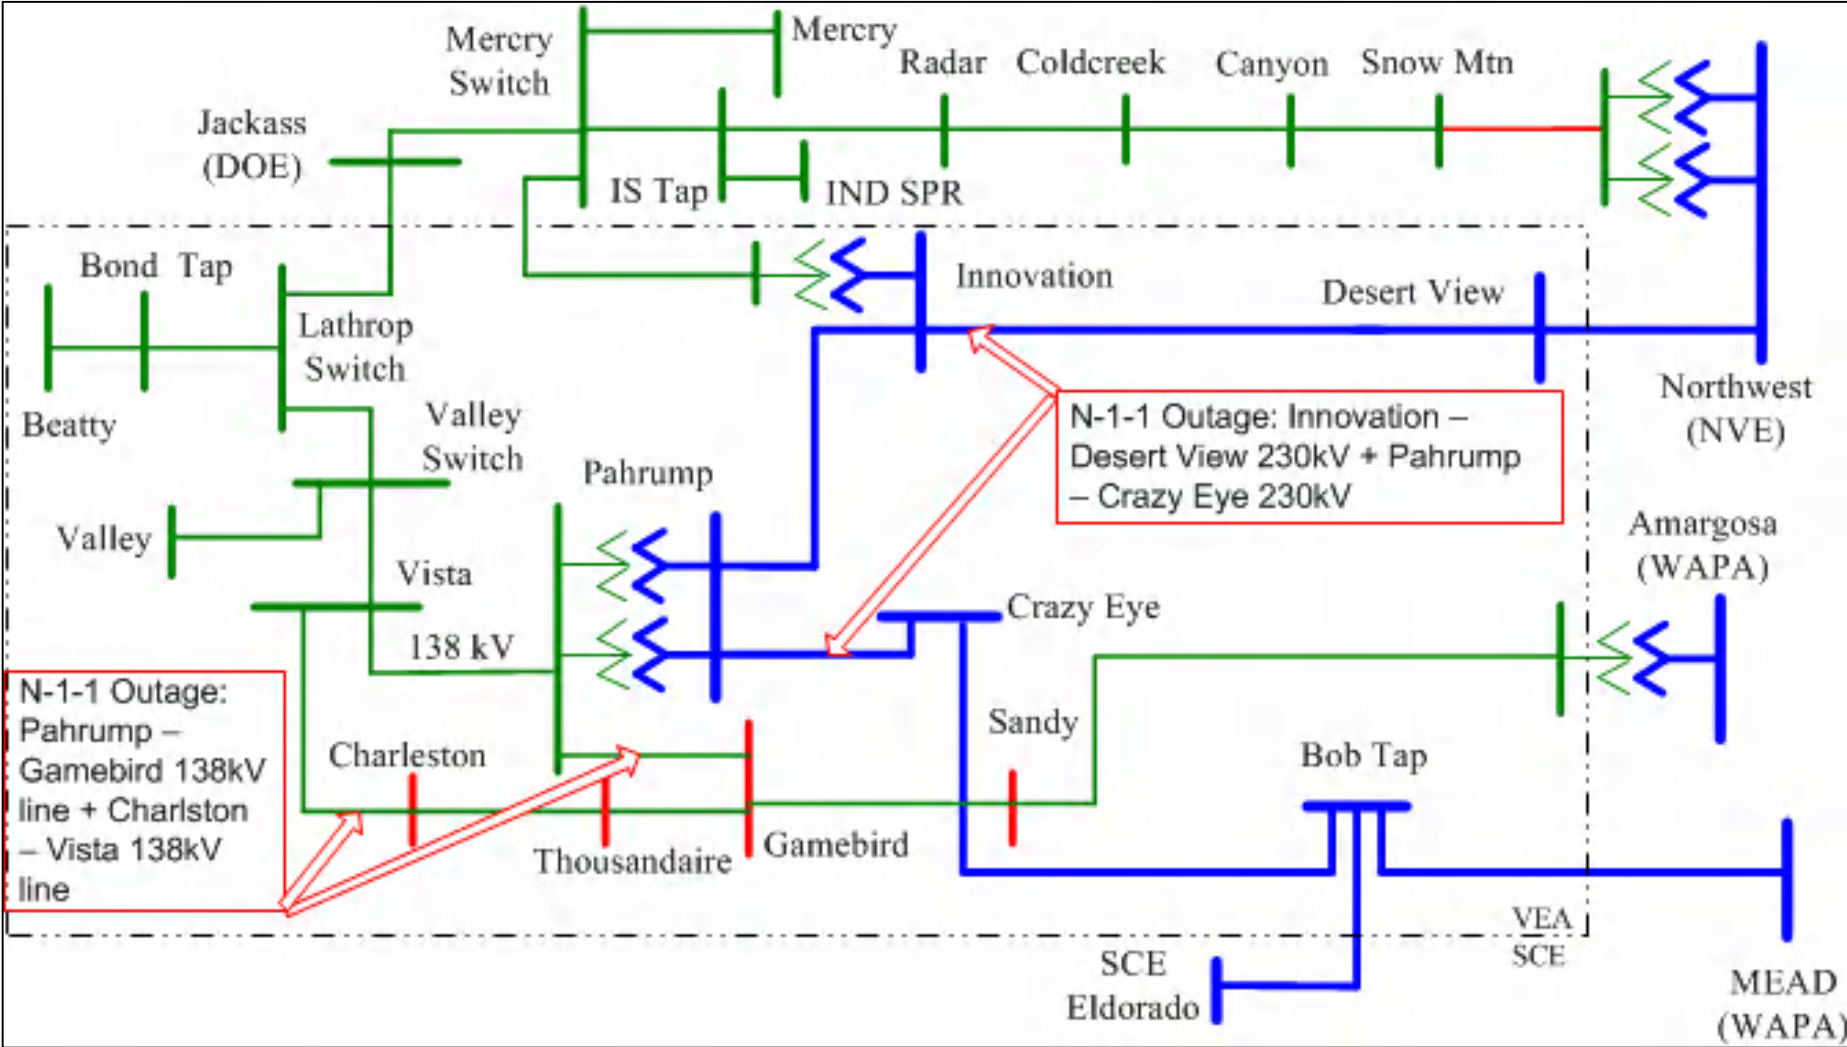 Mercry
Switch
Mercry
Radar
Coldcreek
Canyon
Snow Mtn
Jackass
(DOE)
IS Tap
IND SPR
Bond Tap
Innovation
Desert View
Lathrop
Switch
Beatty
Valley
Switch
Northwest
(NVE)
N-1-1 Outage: Innovation –
Desert View 230kV + Pahrump
– Crazy Eye 230kV
Pahrump
Valley
Amargosa
(WAPA)
Vista
Crazy Eye
138 kV
N-1-1 Outage:
Pahrump –
Gamebird 138kV
line + Charlston
– Vista 138kV
line
Charleston
Sandy
Bob Tap
Thousandaire
Gamebird
VEA
SCE
SCE
Eldorado
MEAD
(WAPA)